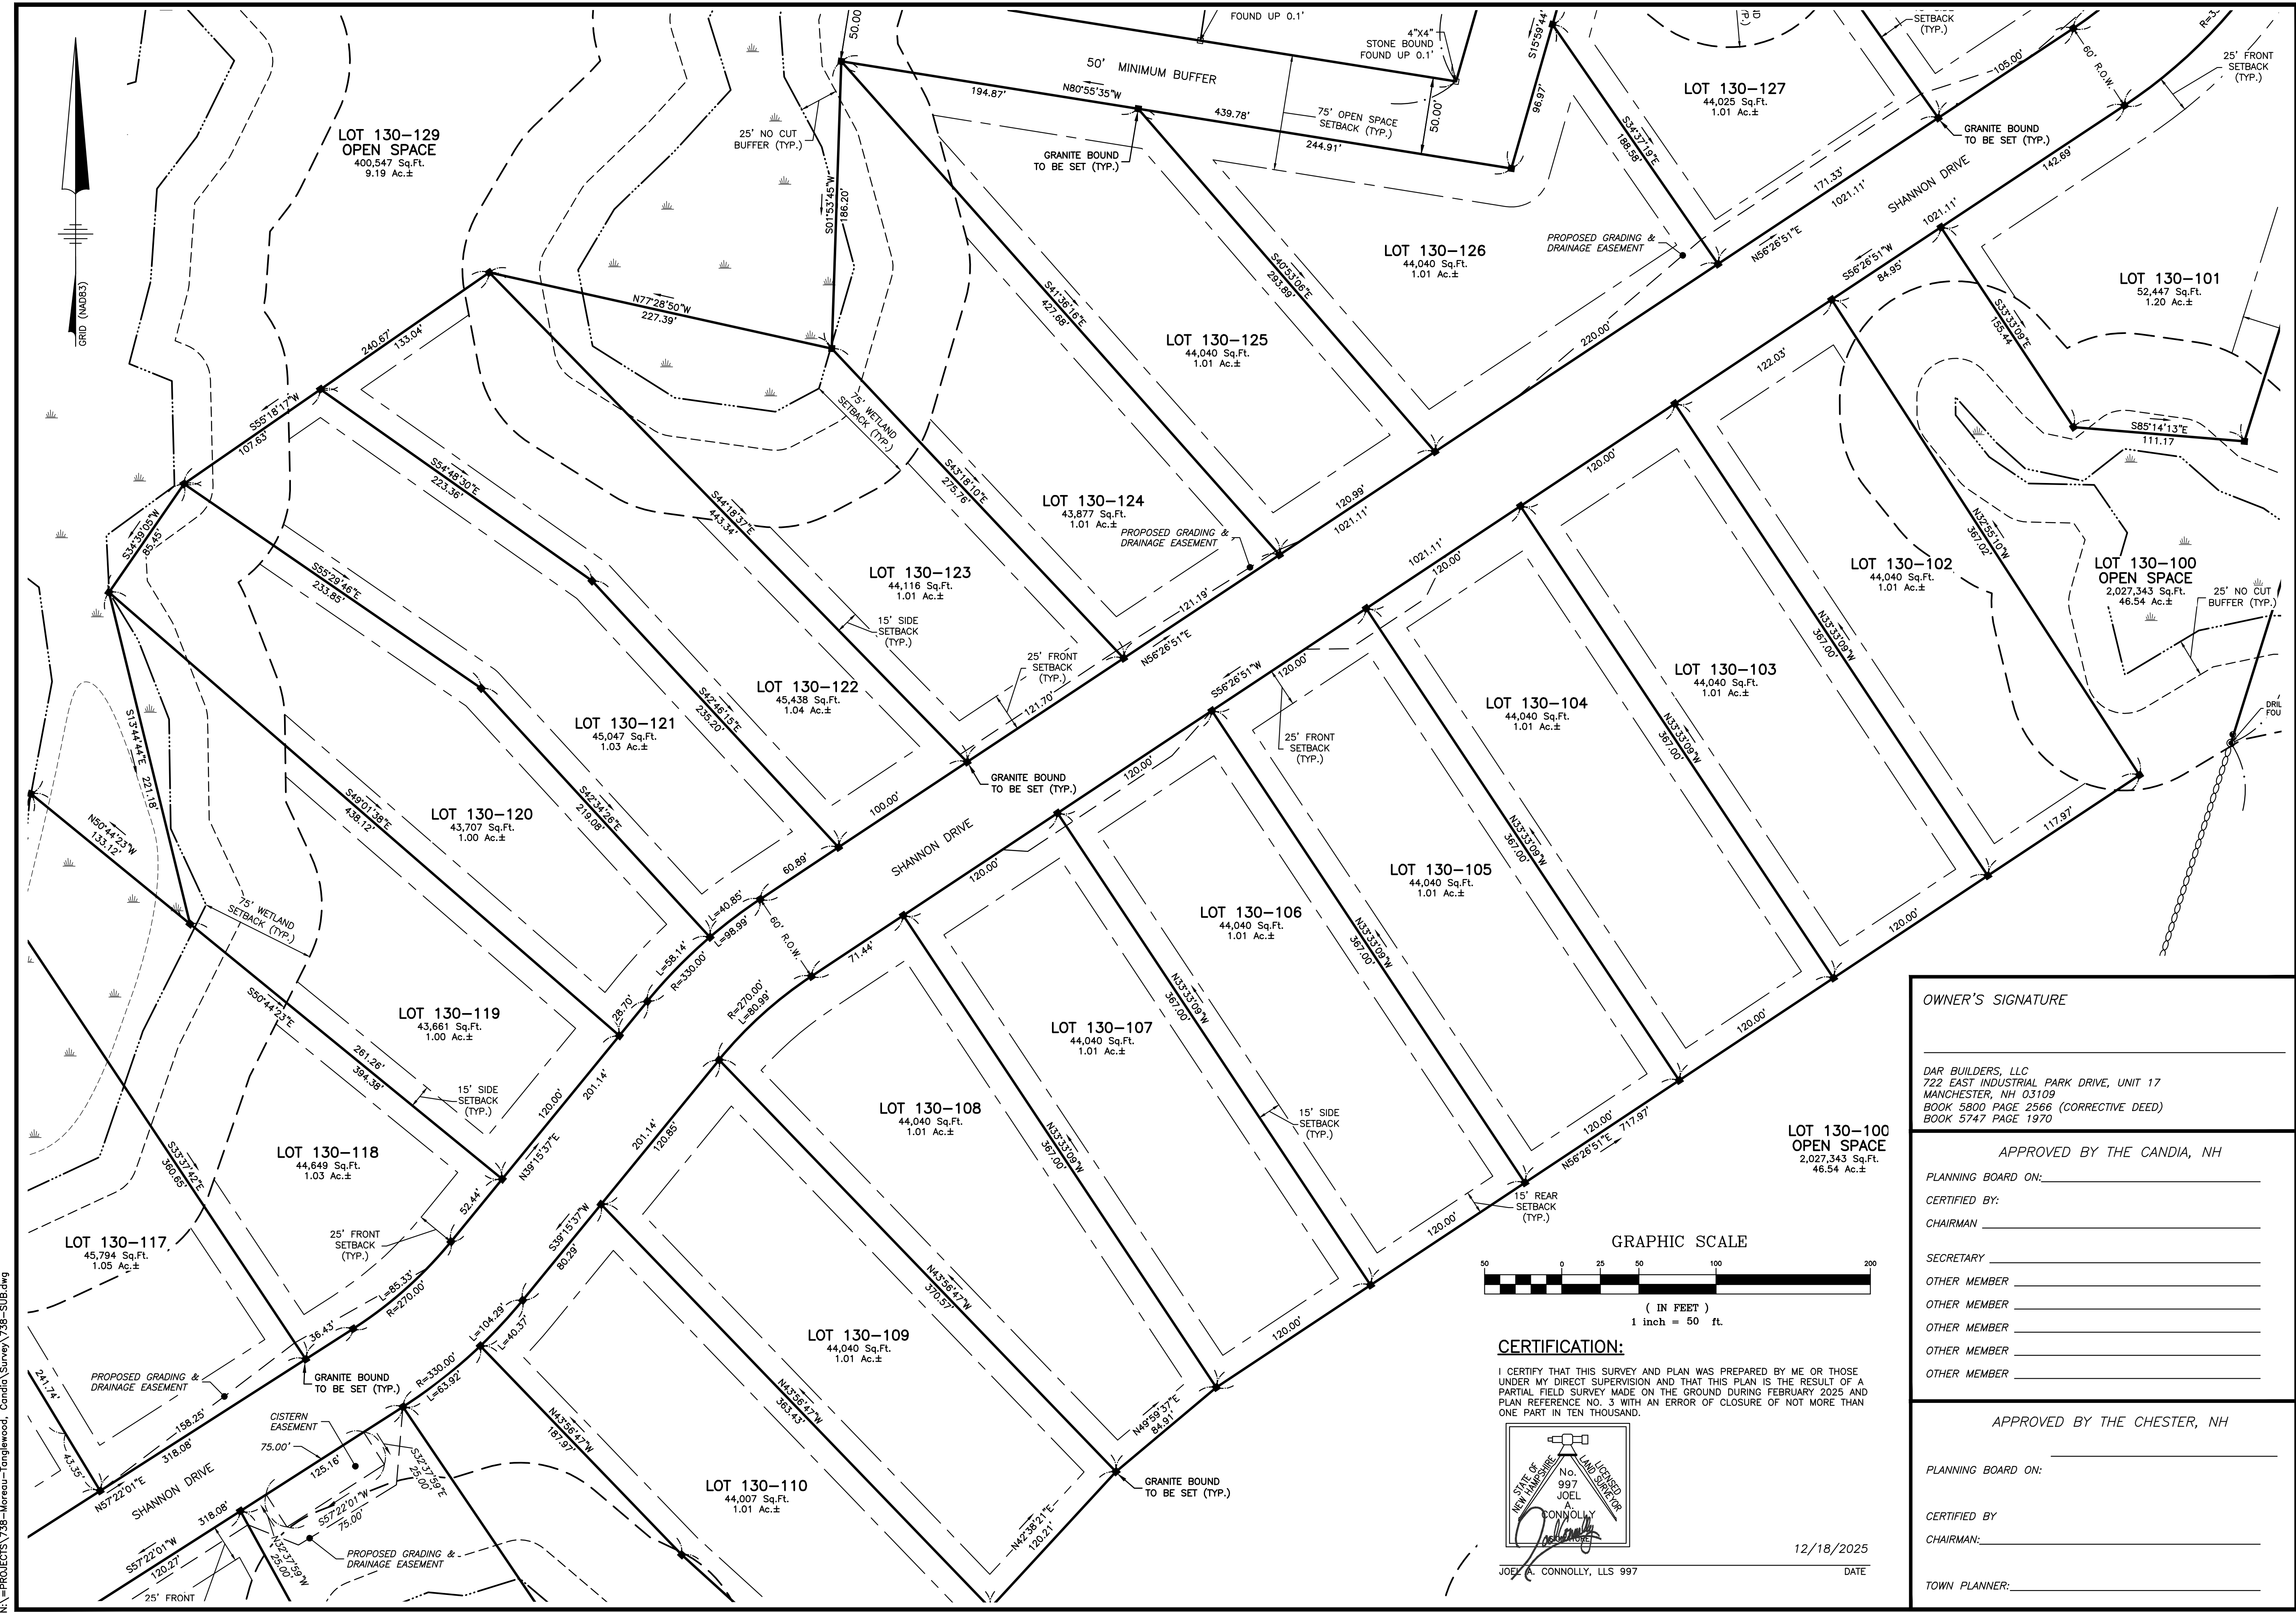 FOUND UP 0.1'
4"X4"
STONE BOUND
FOUND UP 0.1'
50.00
50' MINIMUM BUFFER
194.87'
N80°55'35"W
439.78'
244.91'
75' OPEN SPACE
SETBACK (TYP.)
50.00'
S15°59'44"
96.97'
GRANITE BOUND
TO BE SET (TYP.)
SETBACK
(TYP.)
-105.00'
60' R.O.W.
25' FRONT
SETBACK
(TYP.)
LOT 130-127
44,025 Sq.Ft.
1.01 Ac.±
S34°37'19"E
188.58'
GRANITE BOUND
TO BE SET (TYP.)
SHANNON DRIVE
142.69'
171.33'
1021.11'
N56°26'51"E
1021.11'
S56°26'51"W
84.95'
LOT 130-129
OPEN SPACE
400,547 Sq.Ft.
9.19 Ac.±
GRID (NAD83)
25' NO CUT
BUFFER (TYP.)
S01°53'45"W
186.20'
N77°28'50"W
227.39'
240.67'
133.04'
S55°18'17"W
107.63'
S34°39'05"W
85.45'
LOT 130-126
44,040 Sq.Ft.
1.01 Ac.±
PROPOSED GRADING &
DRAINAGE EASEMENT
S40°53'06"E
293.89'
220.00'
LOT 130-125
44,040 Sq.Ft.
1.01 Ac.±
S41°36'16"E
427.68'
120.99'
1021.11'
LOT 130-124
43,877 Sq.Ft.
1.01 Ac.±
PROPOSED GRADING &
DRAINAGE EASEMENT
75' WETLAND
SETBACK (TYP.)
S43°18'10"E
275.76'
121.19'
N56°26'51"E
LOT 130-123
44,116 Sq.Ft.
1.01 Ac.±
15' SIDE
SETBACK
(TYP.)
25' FRONT
SETBACK
(TYP.)
121.70'
S44°18'37"E
443.34'
GRANITE BOUND
TO BE SET (TYP.)
LOT 130-122
45,438 Sq.Ft.
1.04 Ac.±
S54°48'30"E
223.36'
S42°46'15"E
235.20'
100.00'
LOT 130-121
45,047 Sq.Ft.
1.03 Ac.±
S55°29'46"E
233.85'
S42°34'26"E
219.08'
60.89'
L=40.85'
L=98.99'
L=58.14'
R=330.00'
28.70'
LOT 130-120
43,707 Sq.Ft.
1.00 Ac.±
S49°01'38"E
438.12'
S13°44'44"E
221.18'
N50°44'23"W
133.12'
75' WETLAND
SETBACK (TYP.)
LOT 130-119
43,661 Sq.Ft.
1.00 Ac.±
S50°44'23"E
261.26'
394.38'
15' SIDE
SETBACK
(TYP.)
120.00'
201.14'
N39°15'37"E
LOT 130-118
44,649 Sq.Ft.
1.03 Ac.±
25' FRONT
SETBACK
(TYP.)
52.44'
S33°37'42"E
360.65'
L=85.33'
R=270.00'
36.43'
LOT 130-117
45,794 Sq.Ft.
1.05 Ac.±
PROPOSED GRADING &
DRAINAGE EASEMENT
GRANITE BOUND
TO BE SET (TYP.)
241.74'
43.35'
158.25'
318.08'
N57°22'01"E
SHANNON DRIVE
S57°22'01"W
120.27'
318.08'
CISTERN
EASEMENT
75.00'
125.16'
S57°22'01"W
75.00'
S32°37'59"E
25.00'
N32°37'59"W
25.00'
PROPOSED GRADING &
DRAINAGE EASEMENT
25' FRONT
LOT 130-101
52,447 Sq.Ft.
1.20 Ac.±
S33°33'09"E
155.44
S85°14'13"E
111.17
122.03'
LOT 130-102
44,040 Sq.Ft.
1.01 Ac.±
N32°55'10"W
367.02'
LOT 130-100
OPEN SPACE
2,027,343 Sq.Ft.
46.54 Ac.±
25' NO CUT
BUFFER (TYP.)
DRIL
FOU
117.97'
120.00'
LOT 130-103
44,040 Sq.Ft.
1.01 Ac.±
N33°33'09"W
367.00'
120.00'
1021.11'
120.00'
LOT 130-104
44,040 Sq.Ft.
1.01 Ac.±
N33°33'09"W
367.00'
120.00'
S56°26'51"W
120.00'
25' FRONT
SETBACK
(TYP.)
LOT 130-105
44,040 Sq.Ft.
1.01 Ac.±
N33°33'09"W
367.00'
120.00'
N56°26'51"E 717.97'
120.00'
LOT 130-106
44,040 Sq.Ft.
1.01 Ac.±
N33°33'09"W
367.00'
15' REAR
SETBACK
(TYP.)
120.00'
SHANNON DRIVE
120.00'
LOT 130-107
44,040 Sq.Ft.
1.01 Ac.±
N33°33'09"W
367.00'
15' SIDE
SETBACK
(TYP.)
120.00'
60' R.O.W.
71.44'
R=270.00'
L=80.99'
LOT 130-108
44,040 Sq.Ft.
1.01 Ac.±
N33°33'09"W
367.00'
201.14'
120.85'
N49°59'37"E
84.91'
LOT 130-109
44,040 Sq.Ft.
1.01 Ac.±
N43°56'47"W
370.57'
S39°15'37"W
80.29'
L=104.29'
L=40.37'
R=330.00'
L=63.92'
GRANITE BOUND
TO BE SET (TYP.)
N42°38'21"E
120.21'
LOT 130-110
44,007 Sq.Ft.
1.01 Ac.±
N43°56'47"W
363.43'
N43°56'47"W
187.97'
LOT 130-100
OPEN SPACE
2,027,343 Sq.Ft.
46.54 Ac.±
GRAPHIC SCALE
50 0 25 50 100 200
( IN FEET )
1 inch = 50 ft.
CERTIFICATION:
I CERTIFY THAT THIS SURVEY AND PLAN WAS PREPARED BY ME OR THOSE
UNDER MY DIRECT SUPERVISION AND THAT THIS PLAN IS THE RESULT OF A
PARTIAL FIELD SURVEY MADE ON THE GROUND DURING FEBRUARY 2025 AND
PLAN REFERENCE NO. 3 WITH AN ERROR OF CLOSURE OF NOT MORE THAN
ONE PART IN TEN THOUSAND.
STATE OF
NEW HAMPSHIRE
LICENSED
LAND SURVEYOR
No.
997
JOEL
A.
CONNOLLY
12/18/2025
JOEL A. CONNOLLY, LLS 997
DATE
OWNER'S SIGNATURE
DAR BUILDERS, LLC
722 EAST INDUSTRIAL PARK DRIVE, UNIT 17
MANCHESTER, NH 03109
BOOK 5800 PAGE 2566 (CORRECTIVE DEED)
BOOK 5747 PAGE 1970
APPROVED BY THE CANDIA, NH
PLANNING BOARD ON:
CERTIFIED BY:
CHAIRMAN
SECRETARY
OTHER MEMBER
OTHER MEMBER
OTHER MEMBER
OTHER MEMBER
OTHER MEMBER
APPROVED BY THE CHESTER, NH
PLANNING BOARD ON:
CERTIFIED BY
CHAIRMAN:
TOWN PLANNER:
N:\=PROJECTS\738-Moreau-Tanglewood, Candia\Survey\738-SUB.dwg